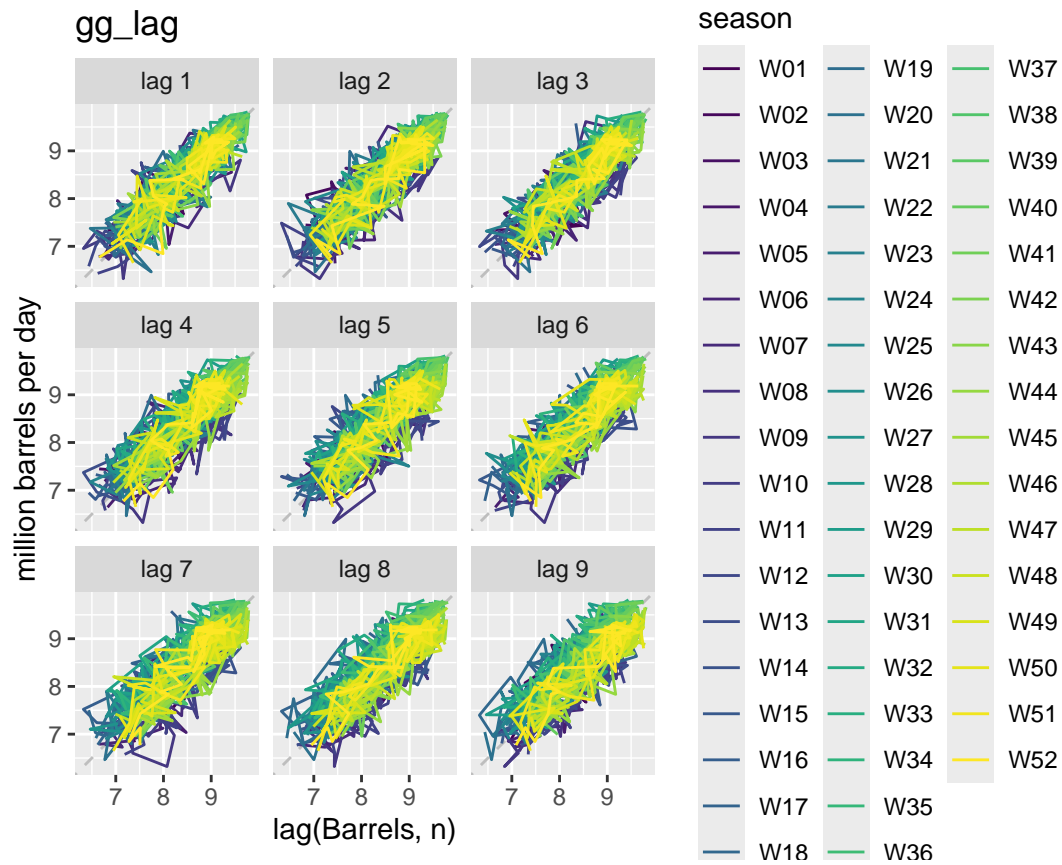 gg_lag
lag 1
lag 2
lag 3
9
8
7
lag 4
lag 5
lag 6
9
8
7
lag 7
lag 8
lag 9
9
8
7
7 8 9
7 8 9
7 8 9
million barrels per day
lag(Barrels, n)
season
W01
W02
W03
W04
W05
W06
W07
W08
W09
W10
W11
W12
W13
W14
W15
W16
W17
W18
W19
W20
W21
W22
W23
W24
W25
W26
W27
W28
W29
W30
W31
W32
W33
W34
W35
W36
W37
W38
W39
W40
W41
W42
W43
W44
W45
W46
W47
W48
W49
W50
W51
W52